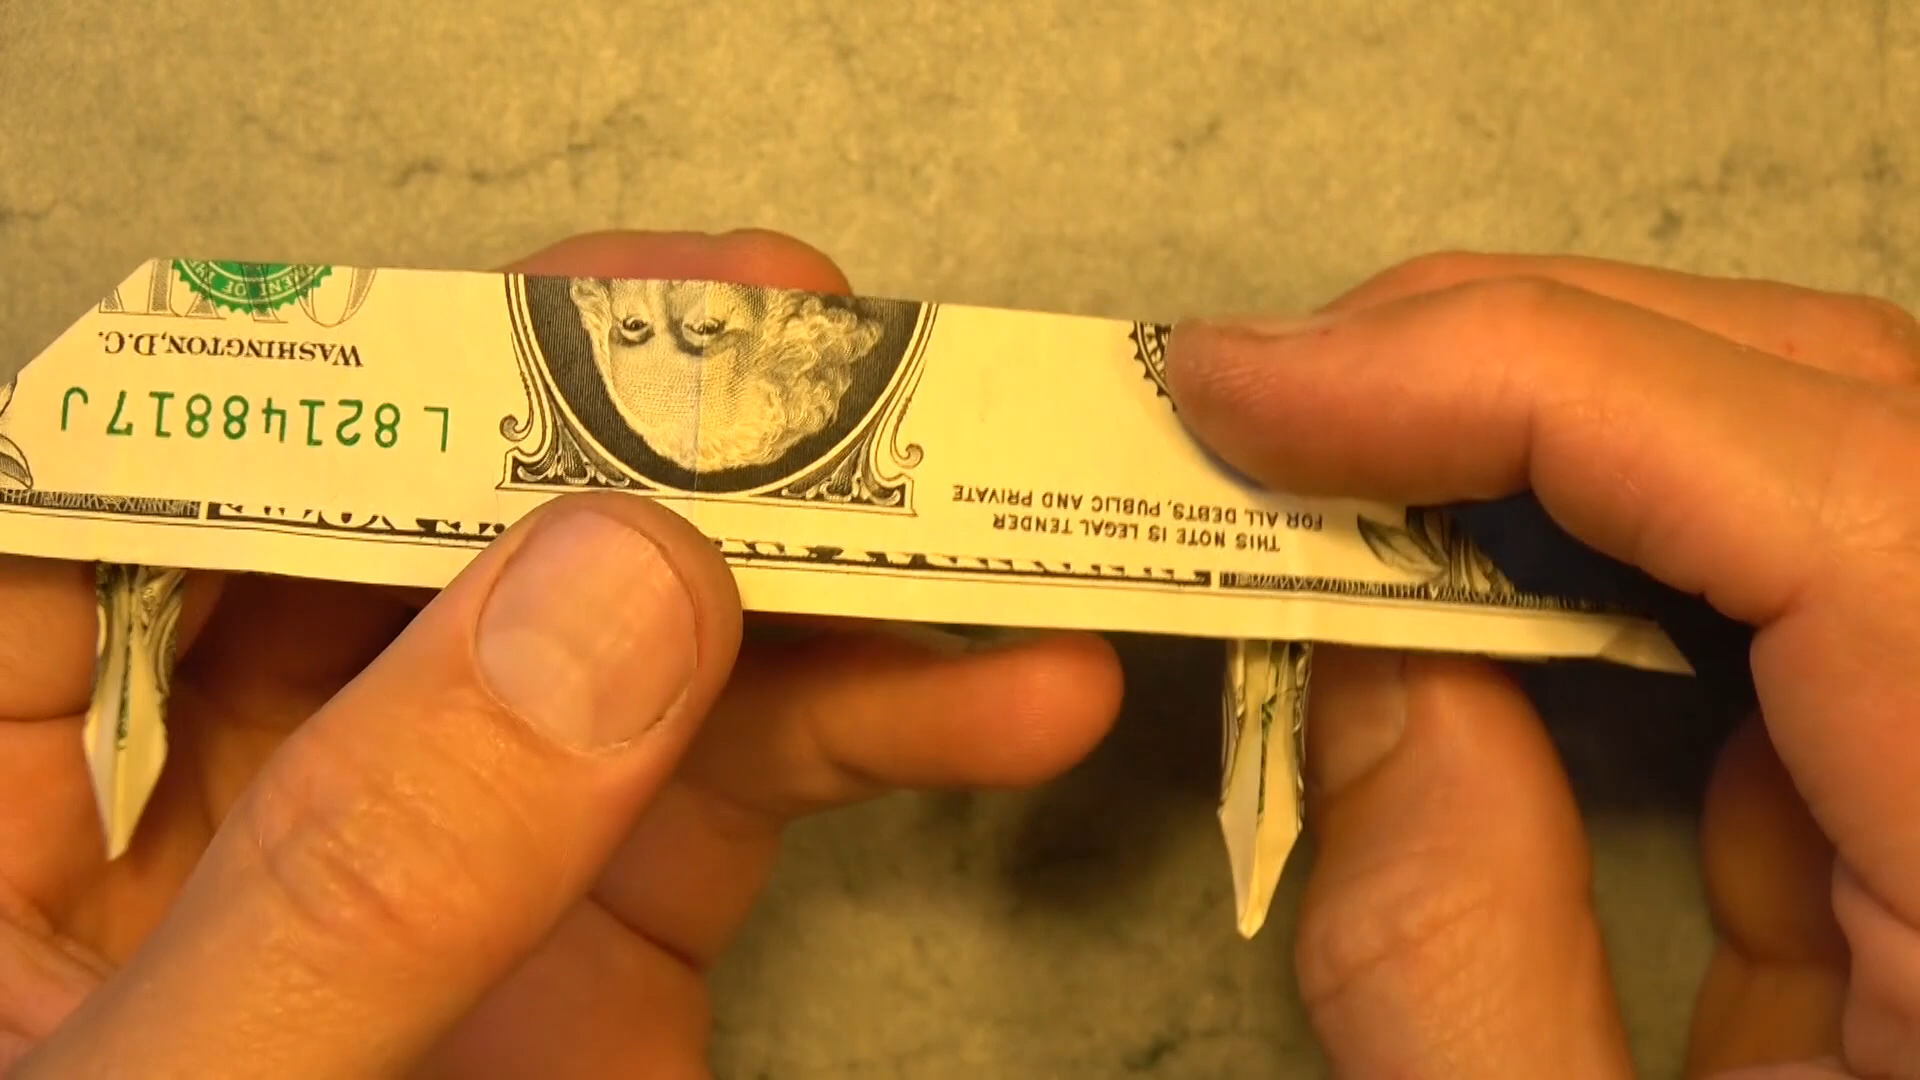 THIS NOTE IS LEGAL TENDER
FOR ALL DEBTS, PUBLIC AND PRIVATE
L 82148817 J
WASHINGTON, D.C.